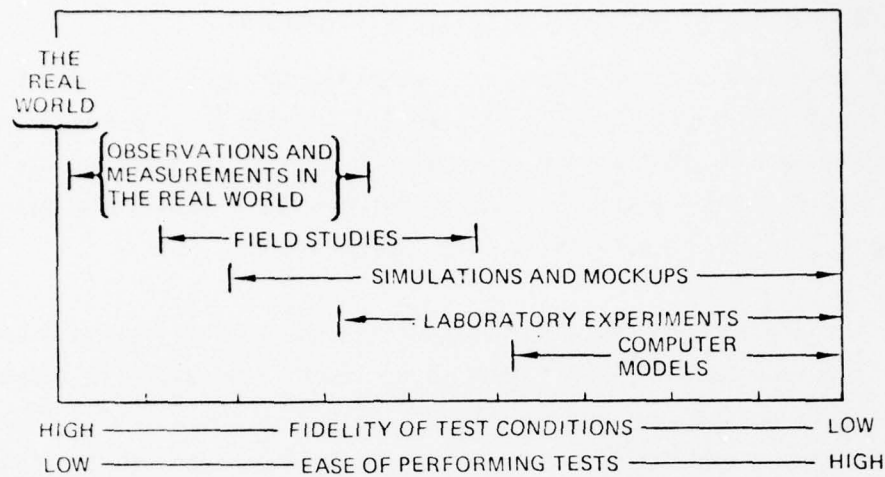 THE
REAL
WORLD
OBSERVATIONS AND
MEASUREMENTS IN
THE REAL WORLD
FIELD STUDIES
SIMULATIONS AND MOCKUPS
LABORATORY EXPERIMENTS
COMPUTER
MODELS
HIGH FIDELITY OF TEST CONDITIONS LOW
LOW EASE OF PERFORMING TESTS HIGH